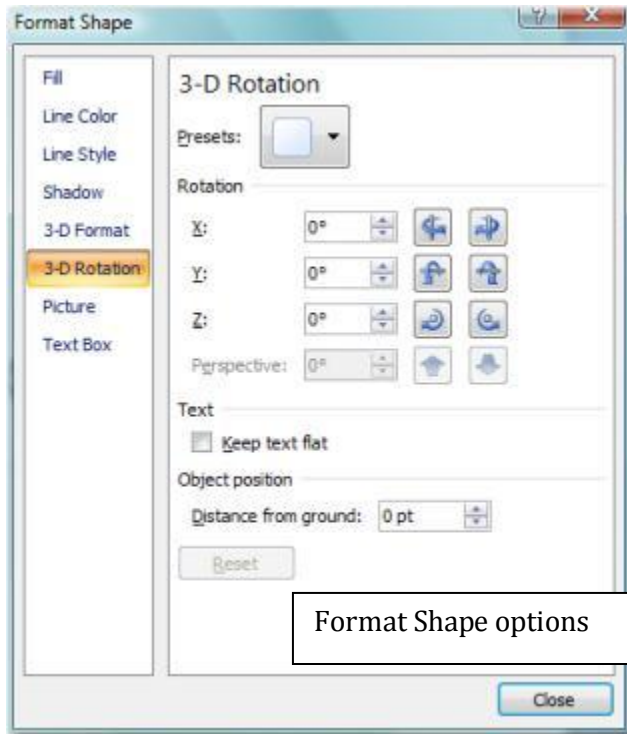 Format Shape
Fill
Line Color
Line Style
Shadow
3-D Format
3-D Rotation
Picture
Text Box
3-D Rotation
Presets:
Rotation
X: 0°
Y: 0°
Z: 0°
Perspective: 0°
Text
Keep text flat
Object position
Distance from ground: 0 pt
Reset
Format Shape options
Close